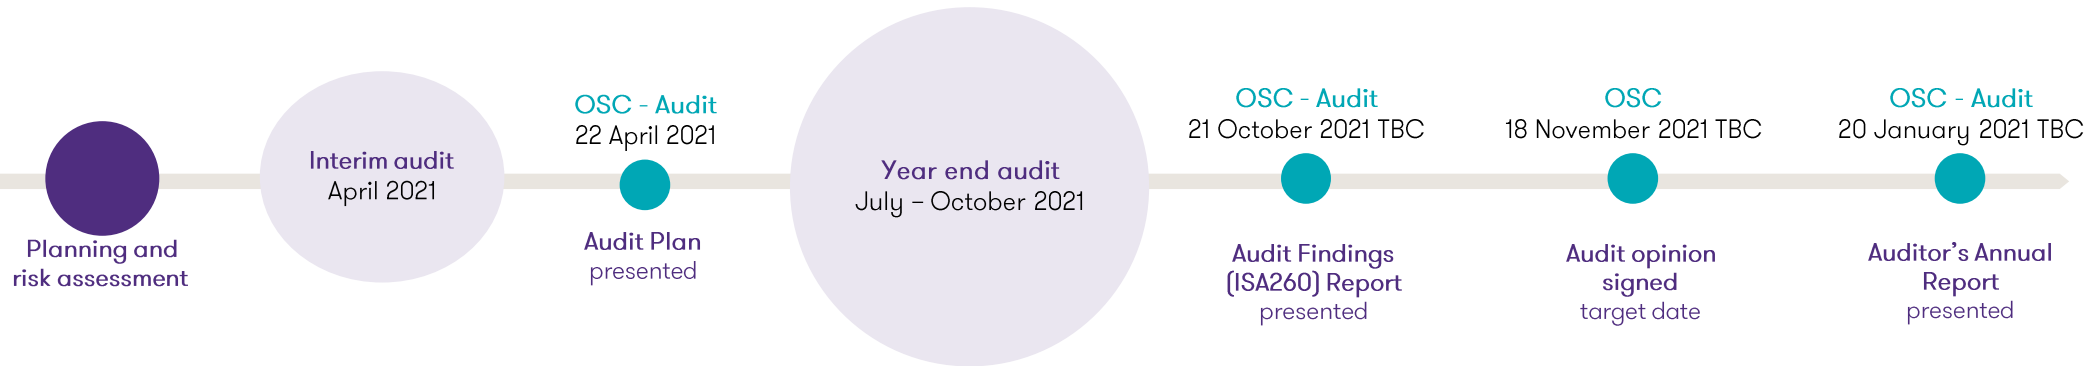 Planning and
risk assessment
Interim audit
April 2021
OSC - Audit
22 April 2021
Audit Plan
presented
Year end audit
July – October 2021
OSC - Audit
21 October 2021 TBC
Audit Findings
(ISA260) Report
presented
OSC
18 November 2021 TBC
Audit opinion
signed
target date
OSC - Audit
20 January 2021 TBC
Auditor’s Annual
Report
presented